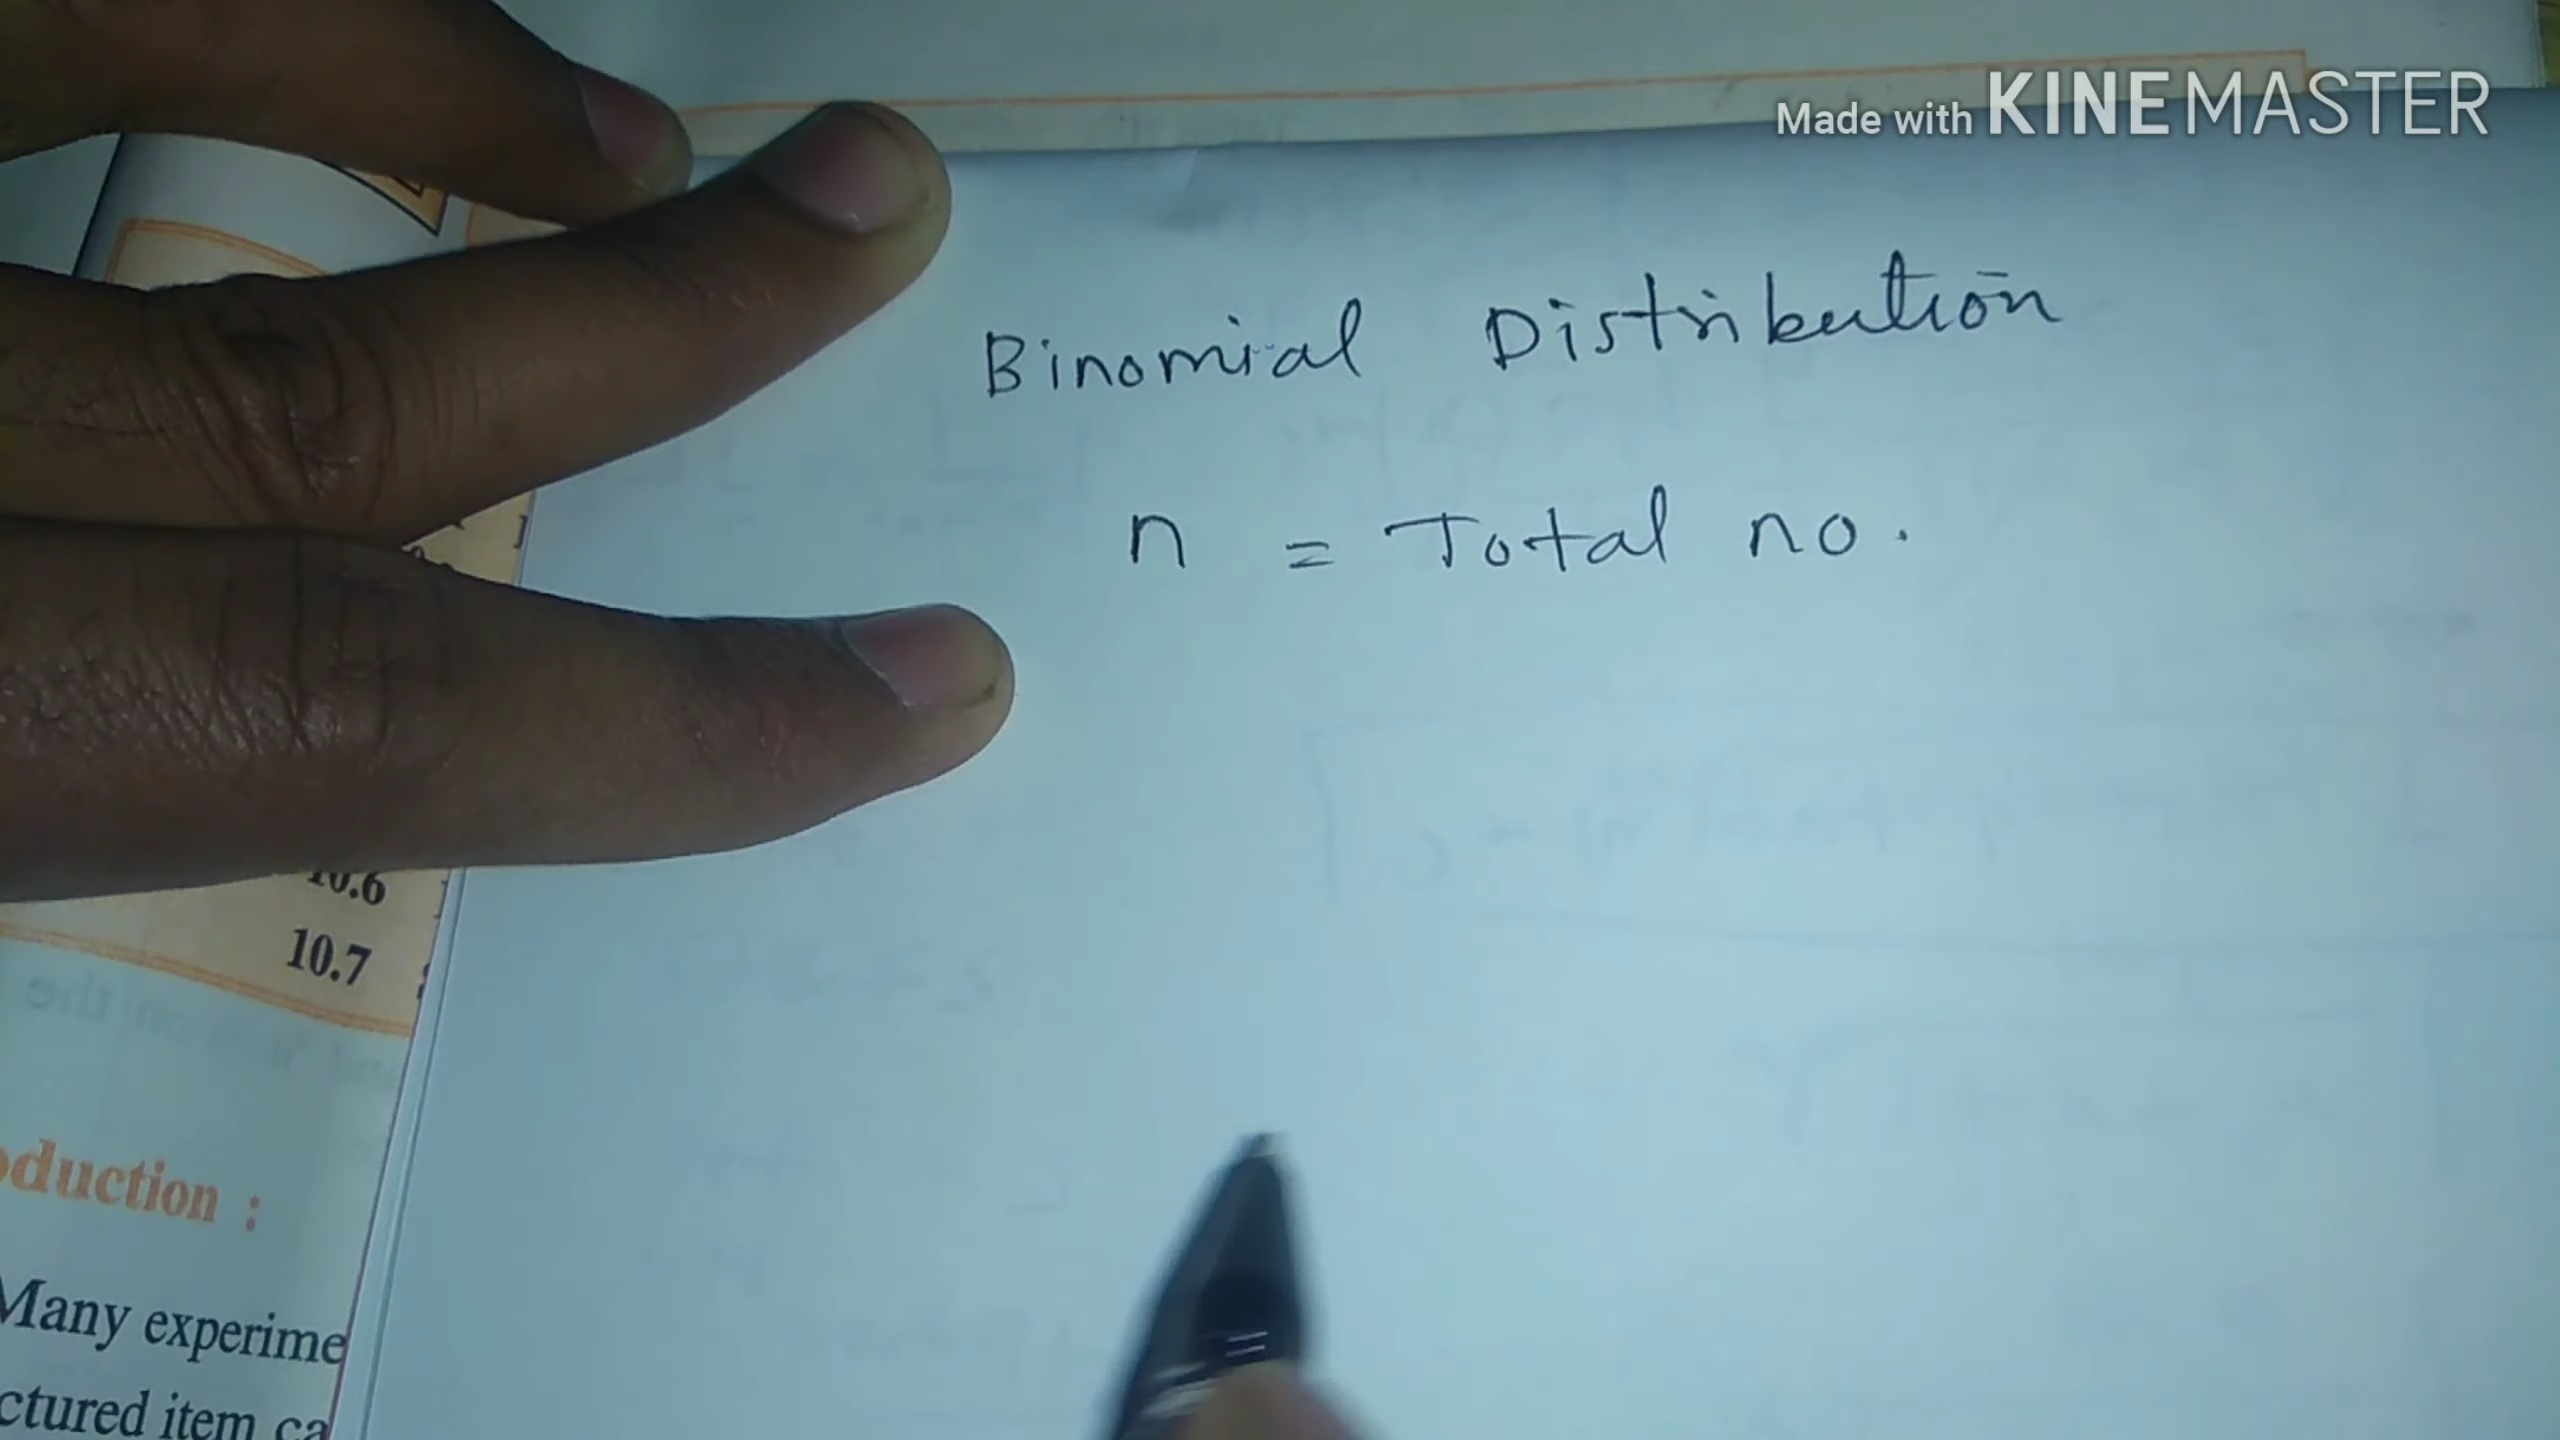 Made with KINEMASTER
Binomial Distribution
n = Total no.
10.6
10.7
oduction :
Many experime
ctured item ca